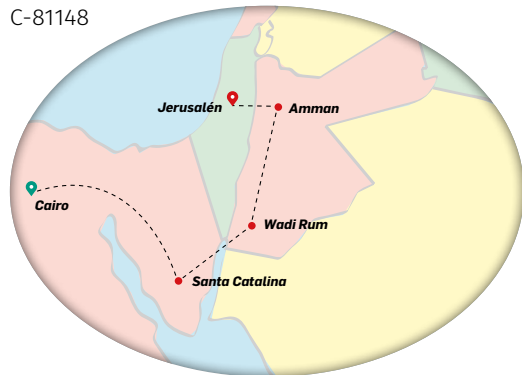 C-81148
Jerusalén
Amman
Cairo
Wadi Rum
Santa Catalina